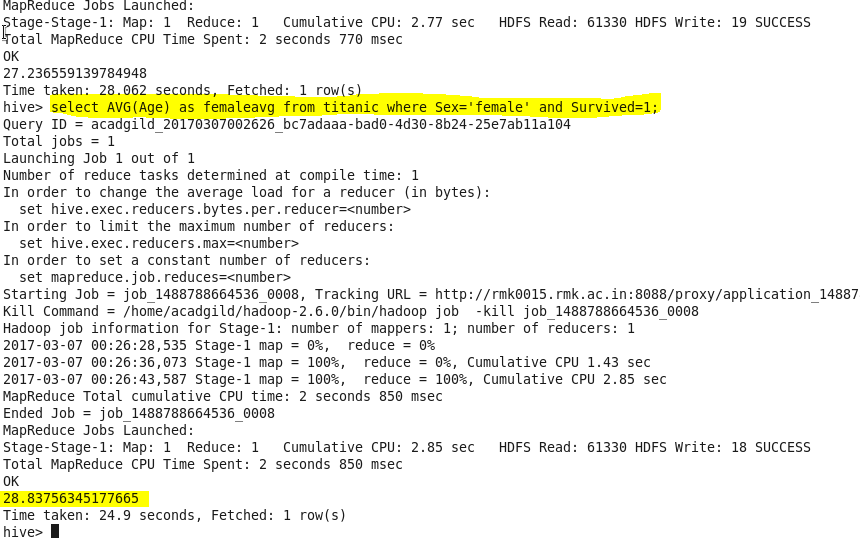 MapReduce Jobs Launched:
Stage-Stage-1: Map: 1  Reduce: 1   Cumulative CPU: 2.77 sec   HDFS Read: 61330 HDFS Write: 19 SUCCESS
Total MapReduce CPU Time Spent: 2 seconds 770 msec
OK
27.236559139784948
Time taken: 28.062 seconds, Fetched: 1 row(s)
hive> select AVG(Age) as femaleavg from titanic where Sex='female' and Survived=1;
Query ID = acadgild_20170307002626_bc7adaaa-bad0-4d30-8b24-25e7ab11a104
Total jobs = 1
Launching Job 1 out of 1
Number of reduce tasks determined at compile time: 1
In order to change the average load for a reducer (in bytes):
  set hive.exec.reducers.bytes.per.reducer=<number>
In order to limit the maximum number of reducers:
  set hive.exec.reducers.max=<number>
In order to set a constant number of reducers:
  set mapreduce.job.reduces=<number>
Starting Job = job_1488788664536_0008, Tracking URL = http://rmk0015.rmk.ac.in:8088/proxy/application_14887
Kill Command = /home/acadgild/hadoop-2.6.0/bin/hadoop job  -kill job_1488788664536_0008
Hadoop job information for Stage-1: number of mappers: 1; number of reducers: 1
2017-03-07 00:26:28,535 Stage-1 map = 0%,  reduce = 0%
2017-03-07 00:26:36,073 Stage-1 map = 100%,  reduce = 0%, Cumulative CPU 1.43 sec
2017-03-07 00:26:43,587 Stage-1 map = 100%,  reduce = 100%, Cumulative CPU 2.85 sec
MapReduce Total cumulative CPU time: 2 seconds 850 msec
Ended Job = job_1488788664536_0008
MapReduce Jobs Launched:
Stage-Stage-1: Map: 1  Reduce: 1   Cumulative CPU: 2.85 sec   HDFS Read: 61330 HDFS Write: 18 SUCCESS
Total MapReduce CPU Time Spent: 2 seconds 850 msec
OK
28.83756345177665
Time taken: 24.9 seconds, Fetched: 1 row(s)
hive>